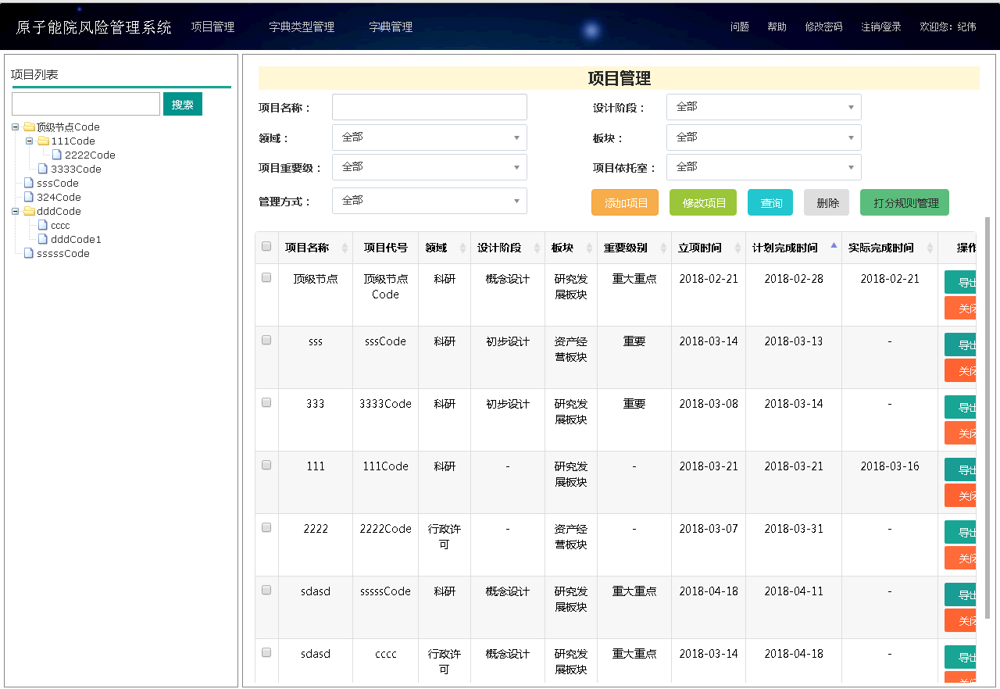 原子能院风险管理系统 项目管理 字典类型管理 字典管理 问题 帮助 修改密码 注销/登录 欢迎您：纪伟
项目列表
搜索
顶级节点Code
111Code
2222Code
3333Code
sssCode
324Code
dddCode
cccc
dddCode1
sssssCode
项目管理
项目名称： 设计阶段： 全部
领域： 全部 板块： 全部
项目重要级： 全部 项目依托室： 全部
管理方式： 全部 添加项目 修改项目 查询 删除 打分规则管理
项目名称 项目代号 领域 设计阶段 板块 重要级别 立项时间 计划完成时间 实际完成时间 操作
顶级节点 顶级节点 科研 概念设计 研究发 重大重点 2018-02-21 2018-02-28 2018-02-21 导出
Code 展板块
关闭
sss sssCode 科研 初步设计 资产经 重要 2018-03-14 2018-03-13 - 导出
营板块
关闭
333 3333Code 科研 初步设计 研究发 重要 2018-03-08 2018-03-14 - 导出
展板块
关闭
111 111Code 科研 - 研究发 - 2018-03-21 2018-03-21 2018-03-16 导出
展板块
关闭
2222 2222Code 行政许 - 资产经 - 2018-03-07 2018-03-31 - 导出
可 营板块
关闭
sdasd sssssCode 科研 概念设计 研究发 重大重点 2018-04-18 2018-04-11 - 导出
展板块
关闭
sdasd cccc 行政许 概念设计 研究发 重大重点 2018-03-14 2018-04-18 - 导出
可 展板块